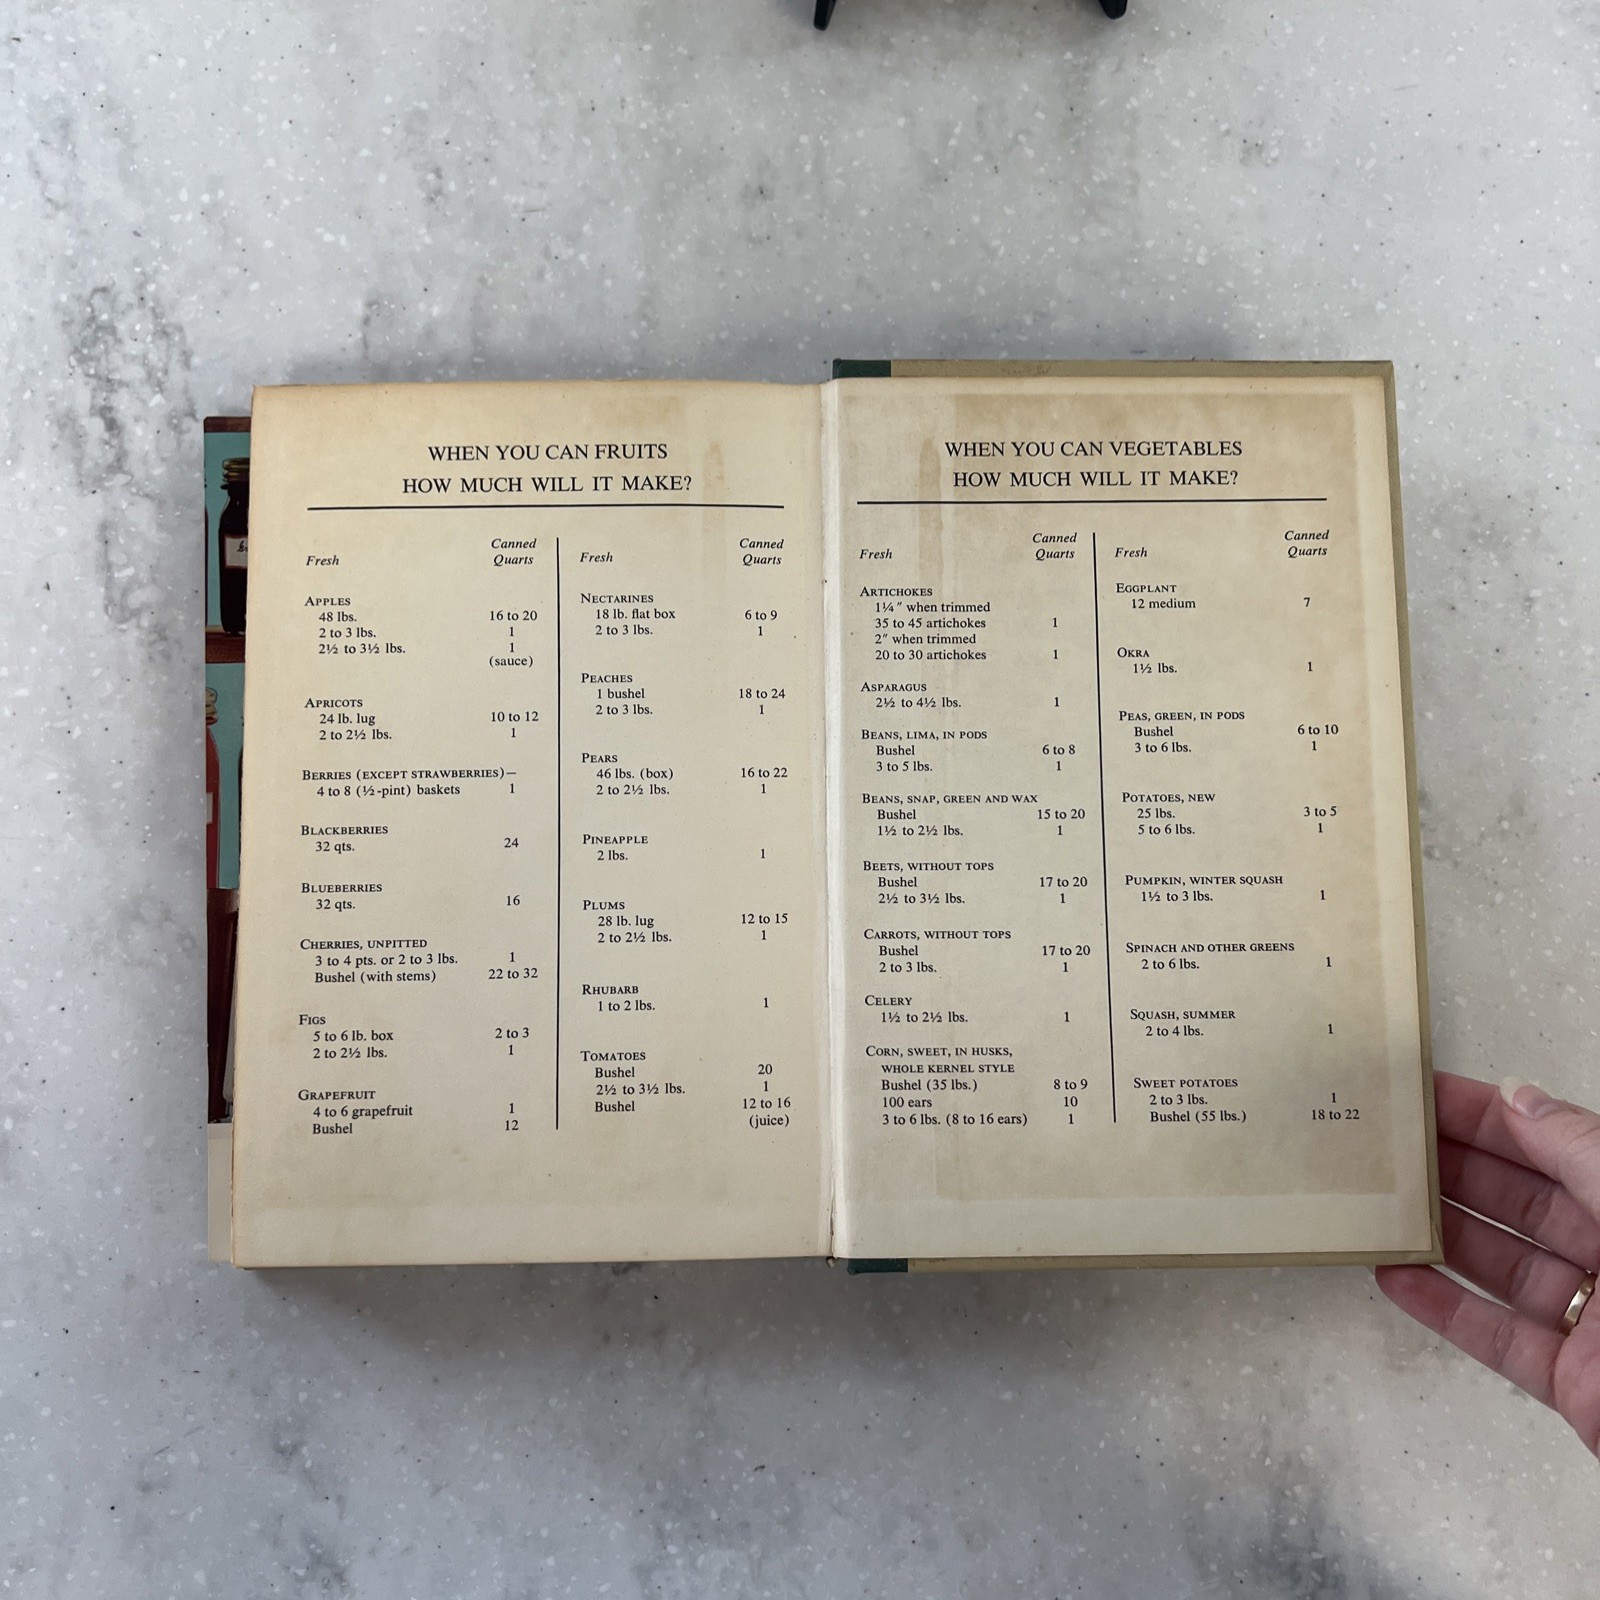 WHEN YOU CAN FRUITS
HOW MUCH WILL IT MAKE?
Fresh Canned Quarts
APPLES
48 lbs. 16 to 20
2 to 3 lbs. 1
2½ to 3½ lbs. 1
(sauce)
APRICOTS
24 lb. lug 10 to 12
2 to 2½ lbs. 1
BERRIES (EXCEPT STRAWBERRIES)—
4 to 8 (½-pint) baskets 1
BLACKBERRIES
32 qts. 24
BLUEBERRIES
32 qts. 16
CHERRIES, UNPITTED
3 to 4 pts. or 2 to 3 lbs. 1
Bushel (with stems) 22 to 32
FIGS
5 to 6 lb. box 2 to 3
2 to 2½ lbs. 1
GRAPEFRUIT
4 to 6 grapefruit 1
Bushel 12
Fresh Canned Quarts
NECTARINES
18 lb. flat box 6 to 9
2 to 3 lbs. 1
PEACHES
1 bushel 18 to 24
2 to 3 lbs. 1
PEARS
46 lbs. (box) 16 to 22
2 to 2½ lbs. 1
PINEAPPLE
2 lbs. 1
PLUMS
28 lb. lug 12 to 15
2 to 2½ lbs. 1
RHUBARB
1 to 2 lbs. 1
TOMATOES
Bushel 20
2½ to 3½ lbs. 1
Bushel 12 to 16
(juice)
WHEN YOU CAN VEGETABLES
HOW MUCH WILL IT MAKE?
Fresh Canned Quarts
ARTICHOKES
1¼" when trimmed
35 to 45 artichokes 1
2" when trimmed
20 to 30 artichokes 1
ASPARAGUS
2½ to 4½ lbs. 1
BEANS, LIMA, IN PODS
Bushel 6 to 8
3 to 5 lbs. 1
BEANS, SNAP, GREEN AND WAX
Bushel 15 to 20
1½ to 2½ lbs. 1
BEETS, WITHOUT TOPS
Bushel 17 to 20
2½ to 3½ lbs. 1
CARROTS, WITHOUT TOPS
Bushel 17 to 20
2 to 3 lbs. 1
CELERY
1½ to 2½ lbs. 1
CORN, SWEET, IN HUSKS,
WHOLE KERNEL STYLE
Bushel (35 lbs.) 8 to 9
100 ears 10
3 to 6 lbs. (8 to 16 ears) 1
Fresh Canned Quarts
EGGPLANT
12 medium 7
OKRA
1½ lbs. 1
PEAS, GREEN, IN PODS
Bushel 6 to 10
3 to 6 lbs. 1
POTATOES, NEW
25 lbs. 3 to 5
5 to 6 lbs. 1
PUMPKIN, WINTER SQUASH
1½ to 3 lbs. 1
SPINACH AND OTHER GREENS
2 to 6 lbs. 1
SQUASH, SUMMER
2 to 4 lbs. 1
SWEET POTATOES
2 to 3 lbs. 1
Bushel (55 lbs.) 18 to 22